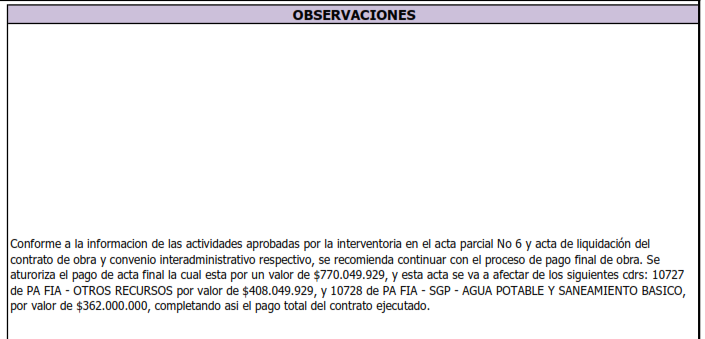 OBSERVACIONES
Conforme a la informacion de las actividades aprobadas por la interventoria en el acta parcial No 6 y acta de liquidación del
contrato de obra y convenio interadministrativo respectivo, se recomienda continuar con el proceso de pago final de obra. Se
aturoriza el pago de acta final la cual esta por un valor de $770.049.929, y esta acta se va a afectar de los siguientes cdrs: 10727
de PA FIA - OTROS RECURSOS por valor de $408.049.929, y 10728 de PA FIA - SGP - AGUA POTABLE Y SANEAMIENTO BASICO,
por valor de $362.000.000, completando asi el pago total del contrato ejecutado.